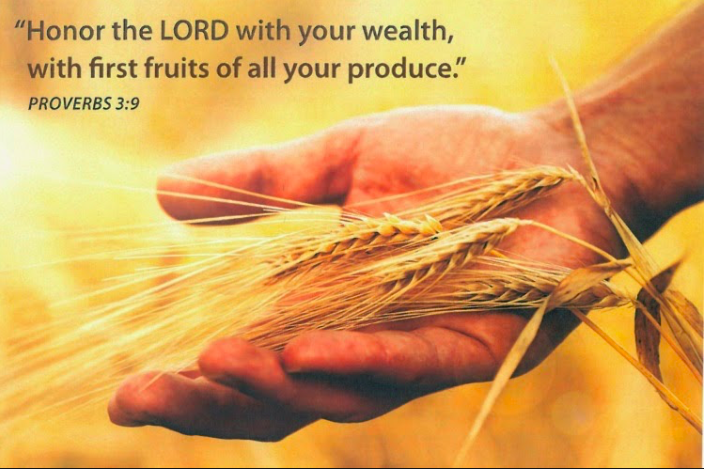 “Honor the LORD with your wealth,
with first fruits of all your produce.”
PROVERBS 3:9